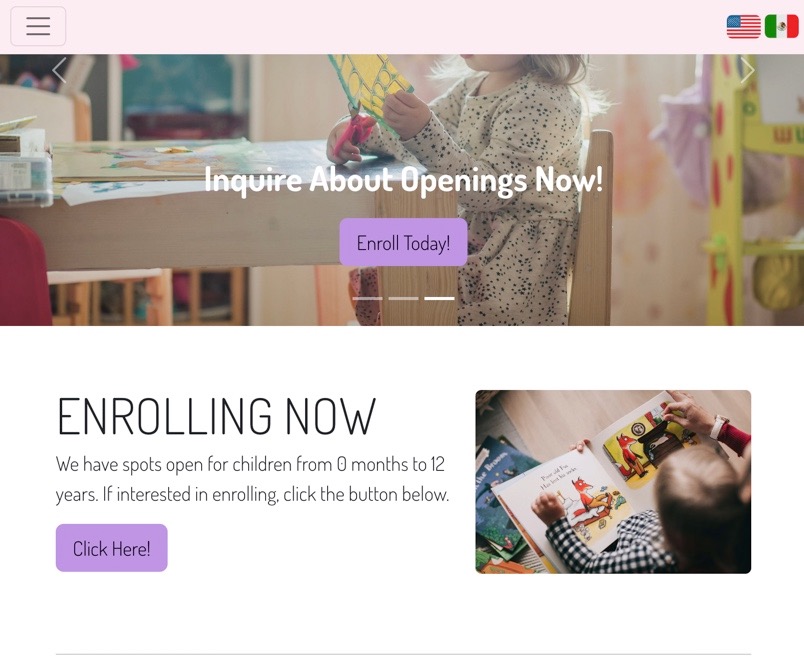 Inquire About Openings Now!
Enroll Today!
ENROLLING NOW
We have spots open for children from 0 months to 12
years. If interested in enrolling, click the button below.
Click Here!